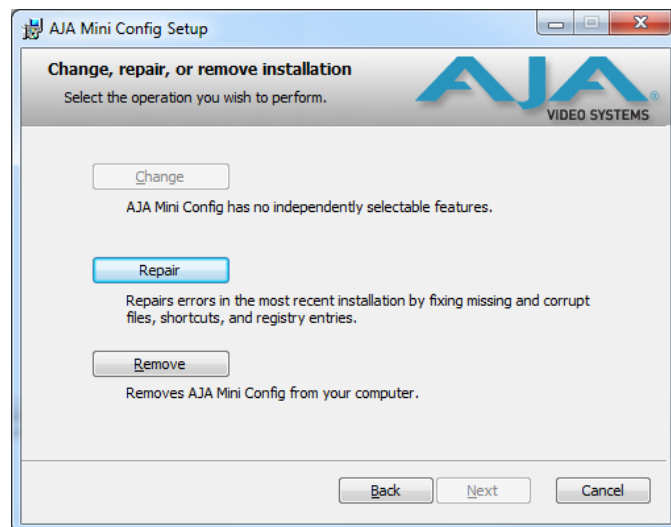 AJA Mini Config Setup
Change, repair, or remove installation
Select the operation you wish to perform.
AJA®
VIDEO SYSTEMS
Change
AJA Mini Config has no independently selectable features.
Repair
Repairs errors in the most recent installation by fixing missing and corrupt
files, shortcuts, and registry entries.
Remove
Removes AJA Mini Config from your computer.
Back
Next
Cancel